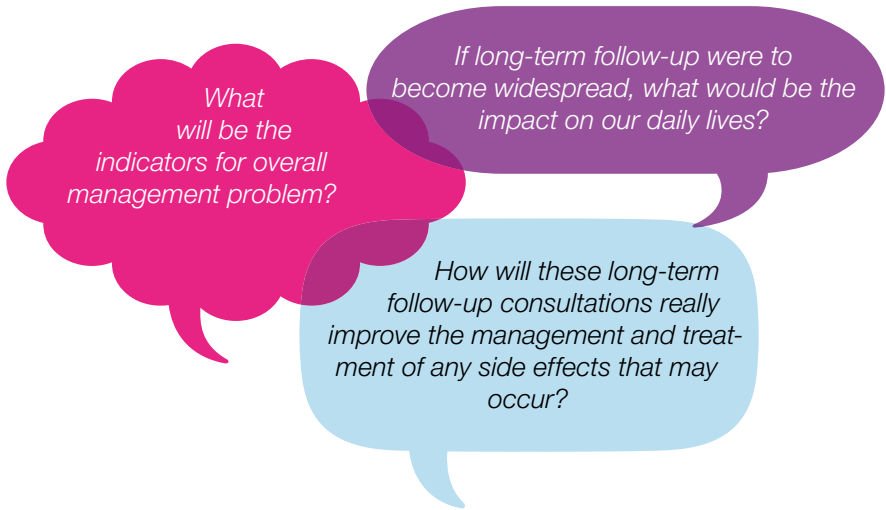 What
will be the
indicators for overall
management problem?
If long-term follow-up were to
become widespread, what would be the
impact on our daily lives?
How will these long-term
follow-up consultations really
improve the management and treat-
ment of any side effects that may
occur?